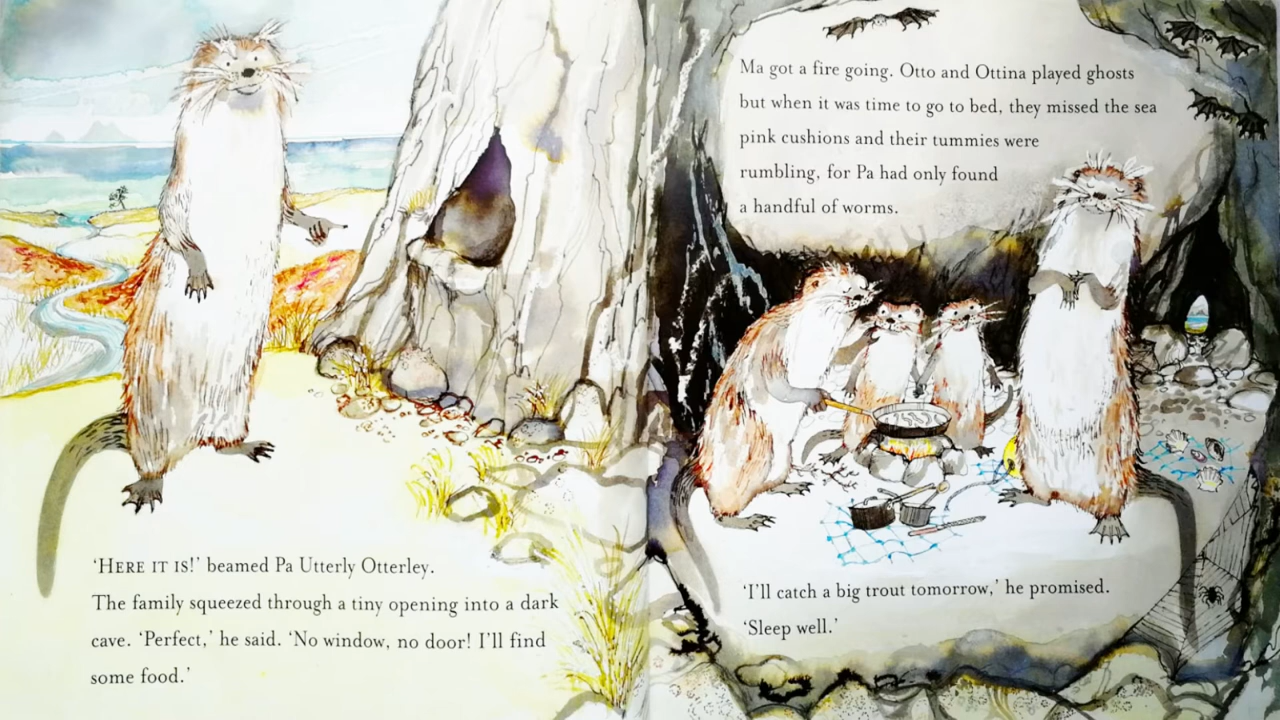 ‘HERE IT IS!’ beamed Pa Utterly Otterley.
The family squeezed through a tiny opening into a dark
cave. ‘Perfect,’ he said. ‘No window, no door! I’ll find
some food.’
Ma got a fire going. Otto and Ottina played ghosts
but when it was time to go to bed, they missed the sea
pink cushions and their tummies were
rumbling, for Pa had only found
a handful of worms.
‘I’ll catch a big trout tomorrow,’ he promised.
‘Sleep well.’